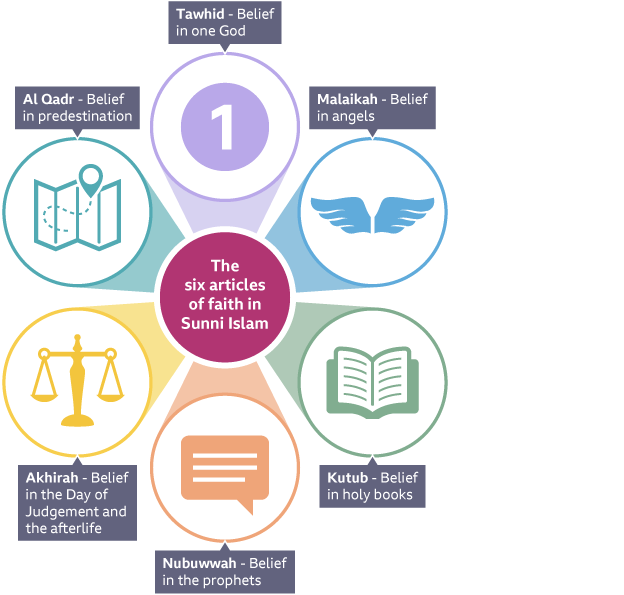 Tawhid - Belief
in one God
1
Al Qadr - Belief
in predestination
Malaikah - Belief
in angels
The
six articles
of faith in
Sunni Islam
Akhirah - Belief
in the Day of
Judgement and
the afterlife
Kutub - Belief
in holy books
Nubuwwah - Belief
in the prophets